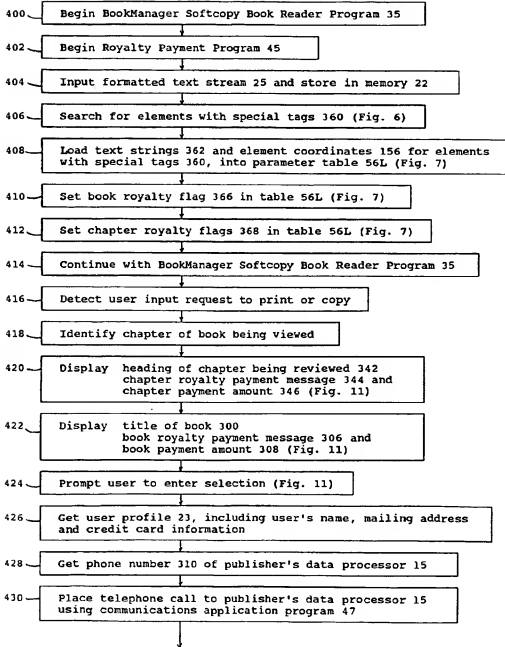 400 Begin BookManager Softcopy Book Reader Program 35
402 Begin Royalty Payment Program 45
404 Input formatted text stream 25 and store in memory 22
406 Search for elements with special tags 360 (Fig. 6)
408 Load text strings 362 and element coordinates 156 for elements
with special tags 360, into parameter table 56L (Fig. 7)
410 Set book royalty flag 366 in table 56L (Fig. 7)
412 Set chapter royalty flags 368 in table 56L (Fig. 7)
414 Continue with BookManager Softcopy Book Reader Program 35
416 Detect user input request to print or copy
418 Identify chapter of book being viewed
420 Display heading of chapter being reviewed 342
chapter royalty payment message 344 and
chapter payment amount 346 (Fig. 11)
422 Display title of book 300
book royalty payment message 306 and
book payment amount 308 (Fig. 11)
424 Prompt user to enter selection (Fig. 11)
426 Get user profile 23, including user's name, mailing address
and credit card information
428 Get phone number 310 of publisher's data processor 15
430 Place telephone call to publisher's data processor 15
using communications application program 47